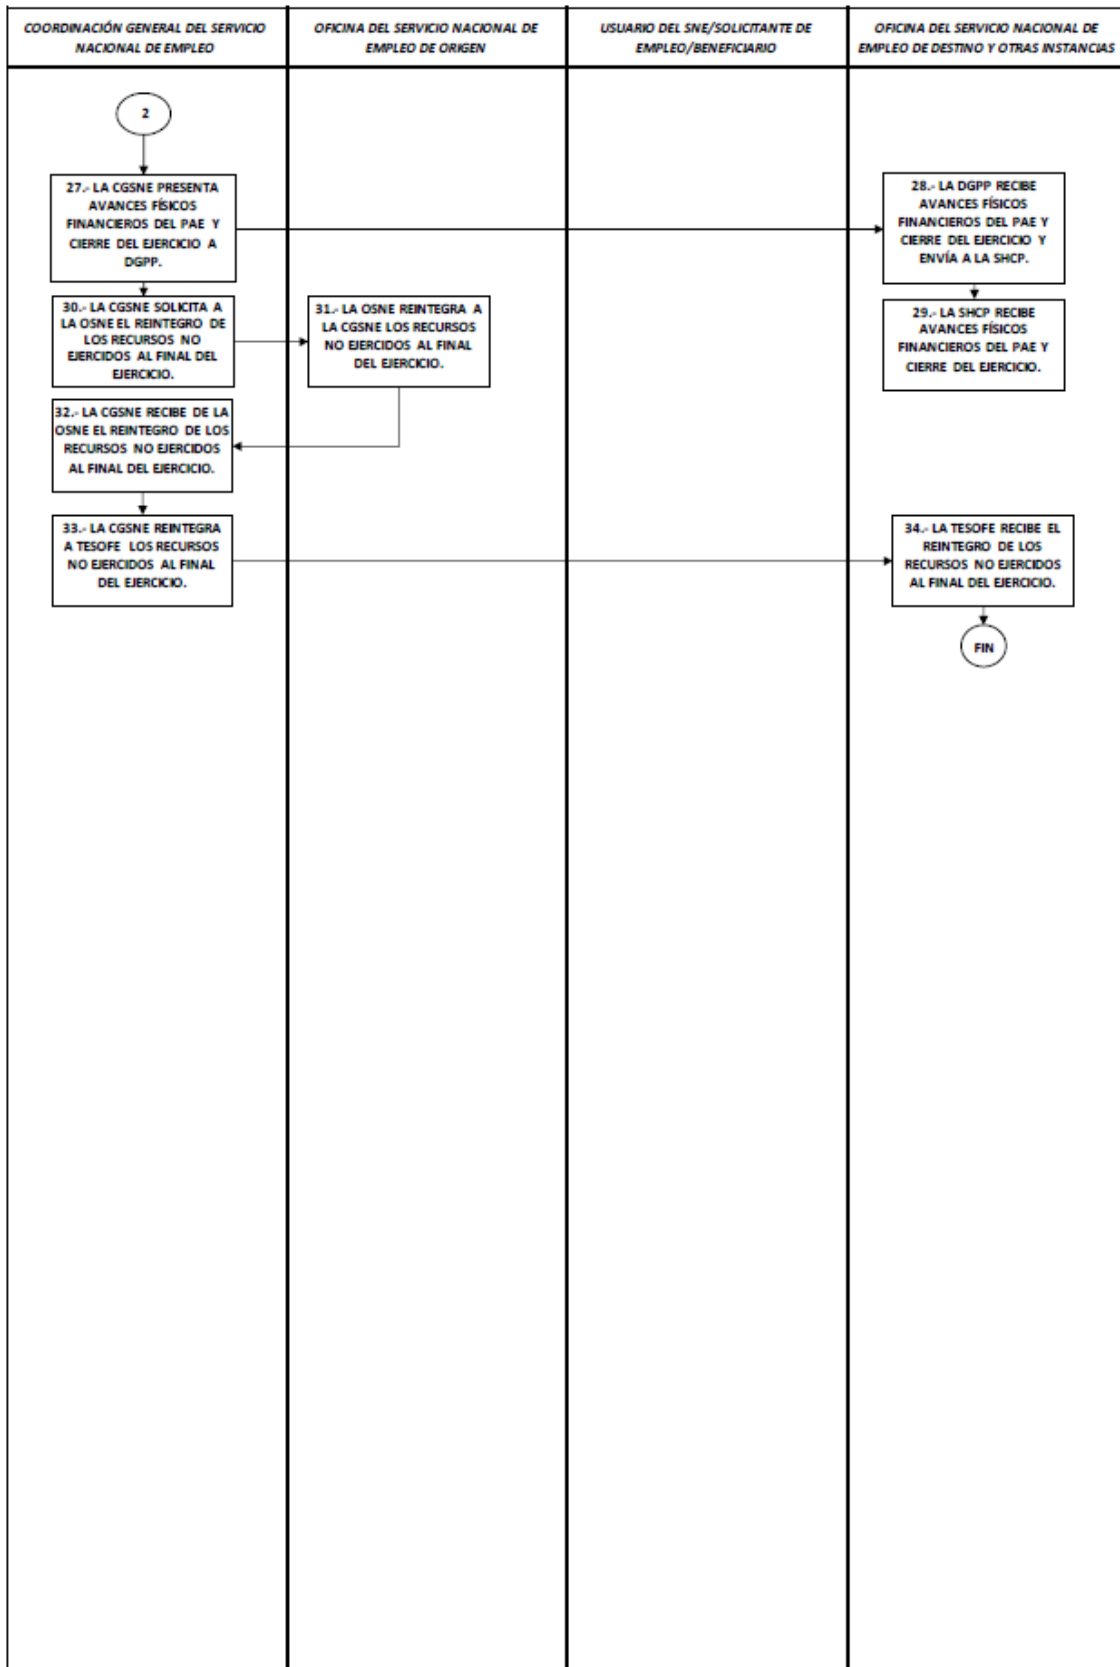 COORDINACIÓN GENERAL DEL SERVICIO
NACIONAL DE EMPLEO
OFICINA DEL SERVICIO NACIONAL DE
EMPLEO DE ORIGEN
USUARIO DEL SNE/SOLICITANTE DE
EMPLEO/BENEFICIARIO
OFICINA DEL SERVICIO NACIONAL DE
EMPLEO DE DESTINO Y OTRAS INSTANCIAS
2
27.- LA CGSNE PRESENTA
AVANCES FÍSICOS
FINANCIEROS DEL PAE Y
CIERRE DEL EJERCICIO A
DGPP.
28.- LA DGPP RECIBE
AVANCES FÍSICOS
FINANCIEROS DEL PAE Y
CIERRE DEL EJERCICIO Y
ENVÍA A LA SHCP.
30.- LA CGSNE SOLICITA A
LA OSNE EL REINTEGRO DE
LOS RECURSOS NO
EJERCIDOS AL FINAL DEL
EJERCICIO.
31.- LA OSNE REINTEGRA A
LA CGSNE LOS RECURSOS
NO EJERCIDOS AL FINAL
DEL EJERCICIO.
29.- LA SHCP RECIBE
AVANCES FÍSICOS
FINANCIEROS DEL PAE Y
CIERRE DEL EJERCICIO.
32.- LA CGSNE RECIBE DE LA
OSNE EL REINTEGRO DE LOS
RECURSOS NO EJERCIDOS
AL FINAL DEL EJERCICIO.
33.- LA CGSNE REINTEGRA
A TESOFE LOS RECURSOS
NO EJERCIDOS AL FINAL
DEL EJERCICIO.
34.- LA TESOFE RECIBE EL
REINTEGRO DE LOS
RECURSOS NO EJERCIDOS
AL FINAL DEL EJERCICIO.
FIN